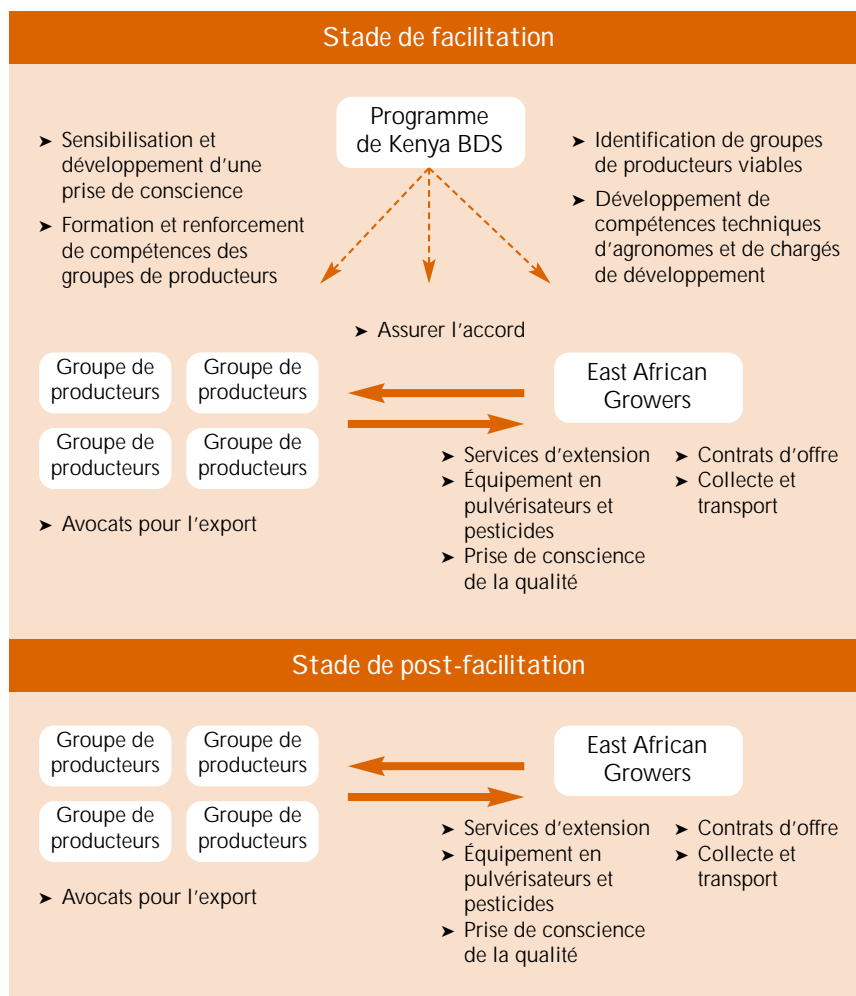 Stade de facilitation
Programme
de Kenya BDS
➤ Sensibilisation et
développement d'une
prise de conscience
➤ Formation et renforcement
de compétences des
groupes de producteurs
➤ Identification de groupes
de producteurs viables
➤ Développement de
compétences techniques
d'agronomes et de chargés
de développement
➤ Assurer l'accord
Groupe de
producteurs
Groupe de
producteurs
Groupe de
producteurs
Groupe de
producteurs
➤ Avocats pour l'export
East African
Growers
➤ Services d'extension
➤ Équipement en
pulvérisateurs et
pesticides
➤ Prise de conscience
de la qualité
➤ Contrats d'offre
➤ Collecte et
transport
Stade de post-facilitation
Groupe de
producteurs
Groupe de
producteurs
Groupe de
producteurs
Groupe de
producteurs
➤ Avocats pour l'export
East African
Growers
➤ Services d'extension
➤ Équipement en
pulvérisateurs et
pesticides
➤ Prise de conscience
de la qualité
➤ Contrats d'offre
➤ Collecte et
transport